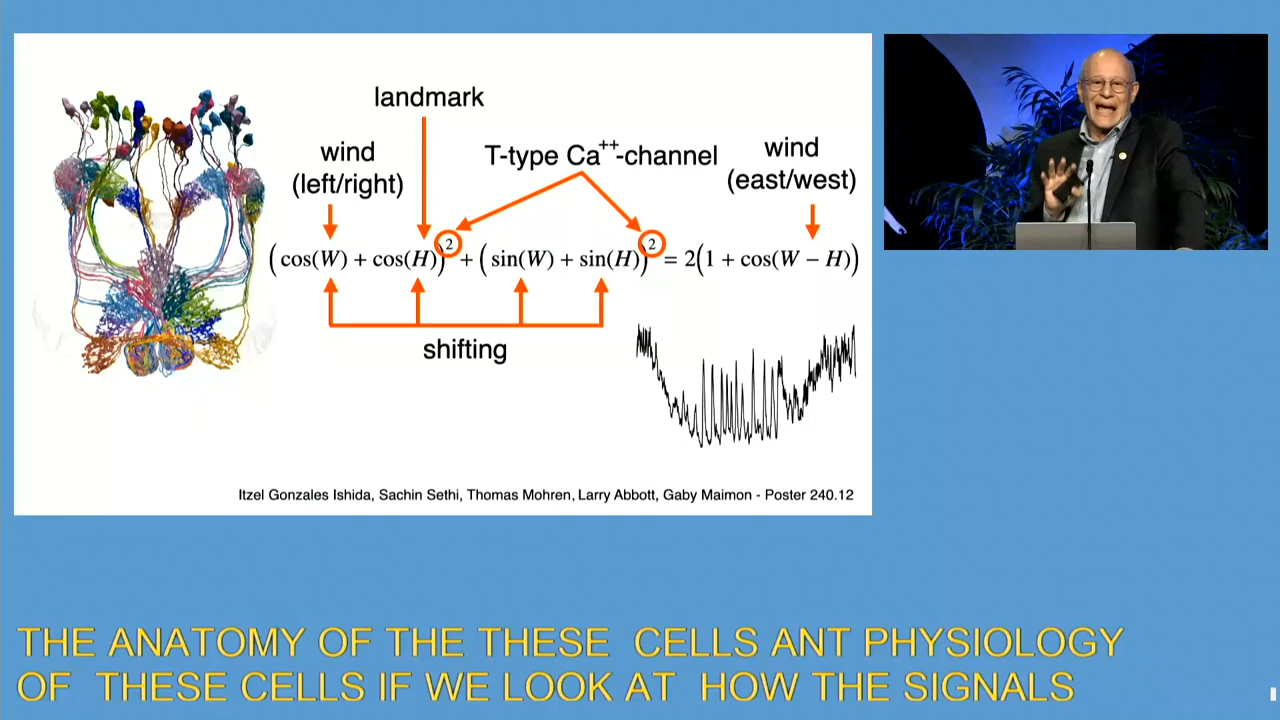 landmark
wind
(left/right)
T-type Ca++-channel
wind
(east/west)
(cos(W) + cos(H))² + (sin(W) + sin(H))² = 2(1 + cos(W − H))
shifting
Itzel Gonzales Ishida, Sachin Sethi, Thomas Mohren, Larry Abbott, Gaby Maimon - Poster 240.12
THE ANATOMY OF THE THESE CELLS ANT PHYSIOLOGY
OF THESE CELLS IF WE LOOK AT HOW THE SIGNALS